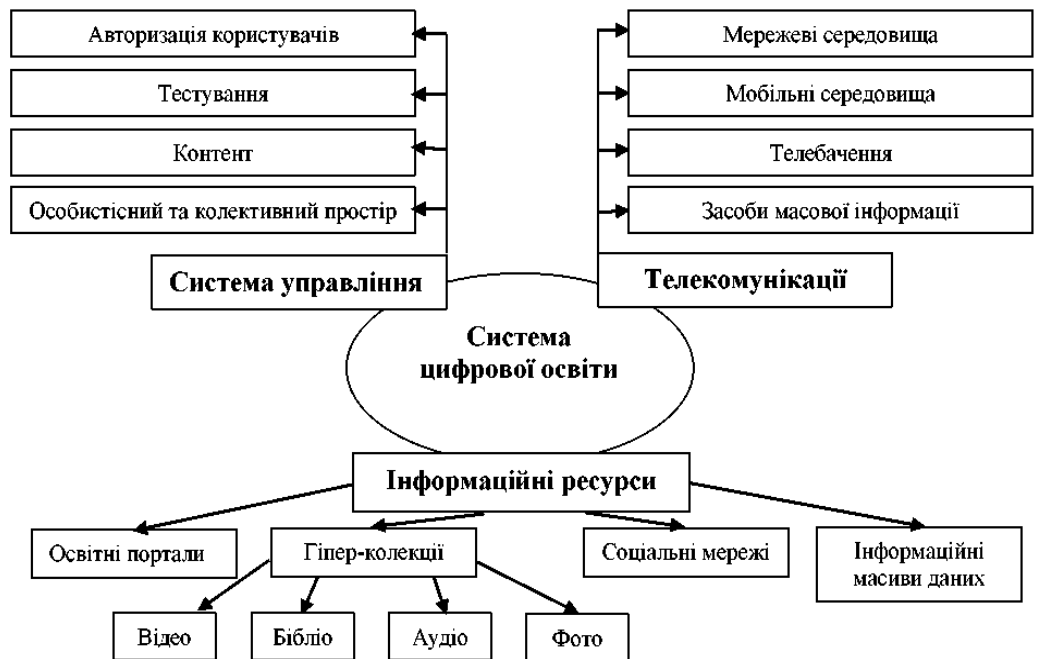 Авторизація користувачів
Тестування
Контент
Особистісний та колективний простір
Система управління
Мережеві середовища
Мобільні середовища
Телебачення
Засоби масової інформації
Телекомунікації
Система
цифрової освіти
Інформаційні ресурси
Освітні портали
Гіпер-колекції
Соціальні мережі
Інформаційні
масиви даних
Відео
Бібліо
Аудіо
Фото